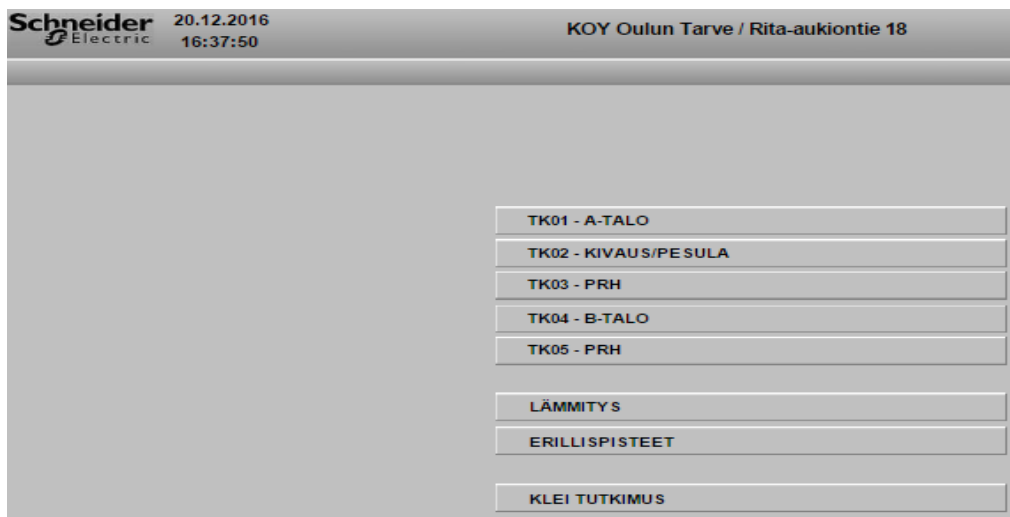 Schneider Electric
20.12.2016
16:37:50
KOY Oulun Tarve / Rita-aukiontie 18
TK01 - A-TALO
TK02 - KIVAUS/PESULA
TK03 - PRH
TK04 - B-TALO
TK05 - PRH
LÄMMITYS
ERILLISPISTEET
KLEI TUTKIMUS